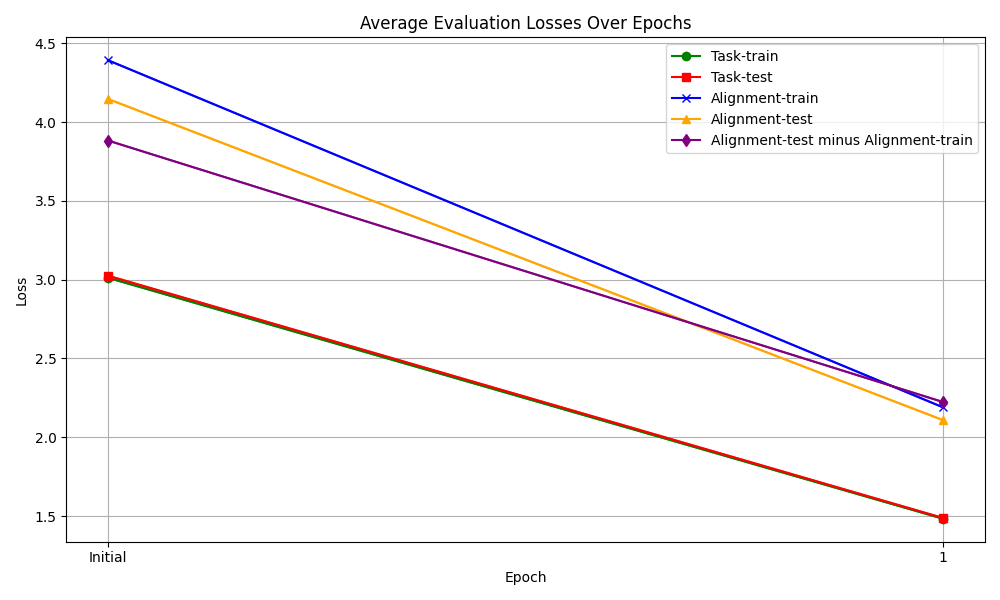 Average Evaluation Losses Over Epochs
4.5
4.0
3.5
3.0
2.5
2.0
1.5
Loss
Task-train
Task-test
Alignment-train
Alignment-test
Alignment-test minus Alignment-train
Initial
1
Epoch